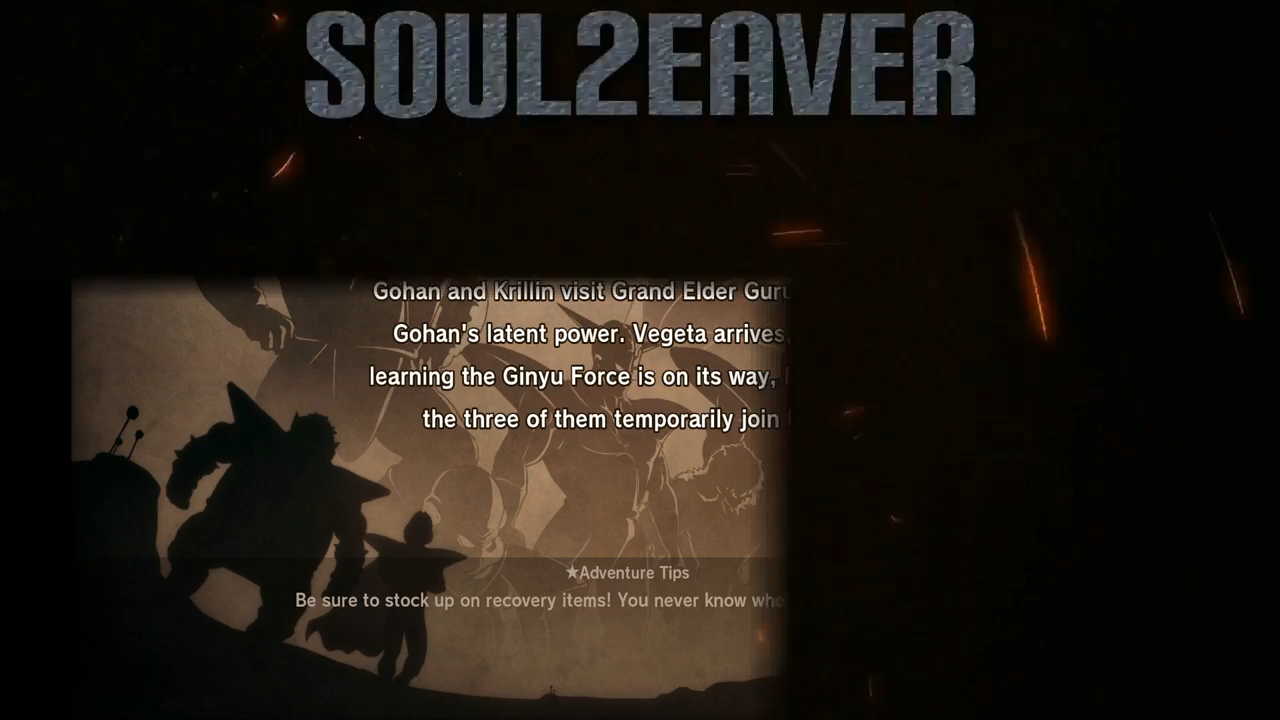 SOUL2EAVER
Gohan and Krillin visit Grand Elder Guru
Gohan's latent power. Vegeta arrives,
learning the Ginyu Force is on its way,
the three of them temporarily join
★Adventure Tips
Be sure to stock up on recovery items! You never know